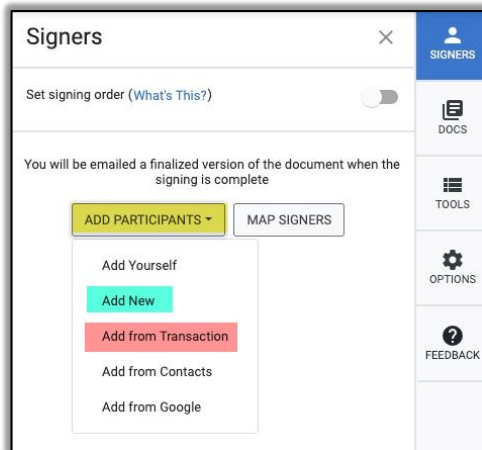 Signers
Set signing order (What's This?)
You will be emailed a finalized version of the document when the
signing is complete
ADD PARTICIPANTS
MAP SIGNERS
Add Yourself
Add New
Add from Transaction
Add from Contacts
Add from Google
SIGNERS
DOCS
TOOLS
OPTIONS
FEEDBACK